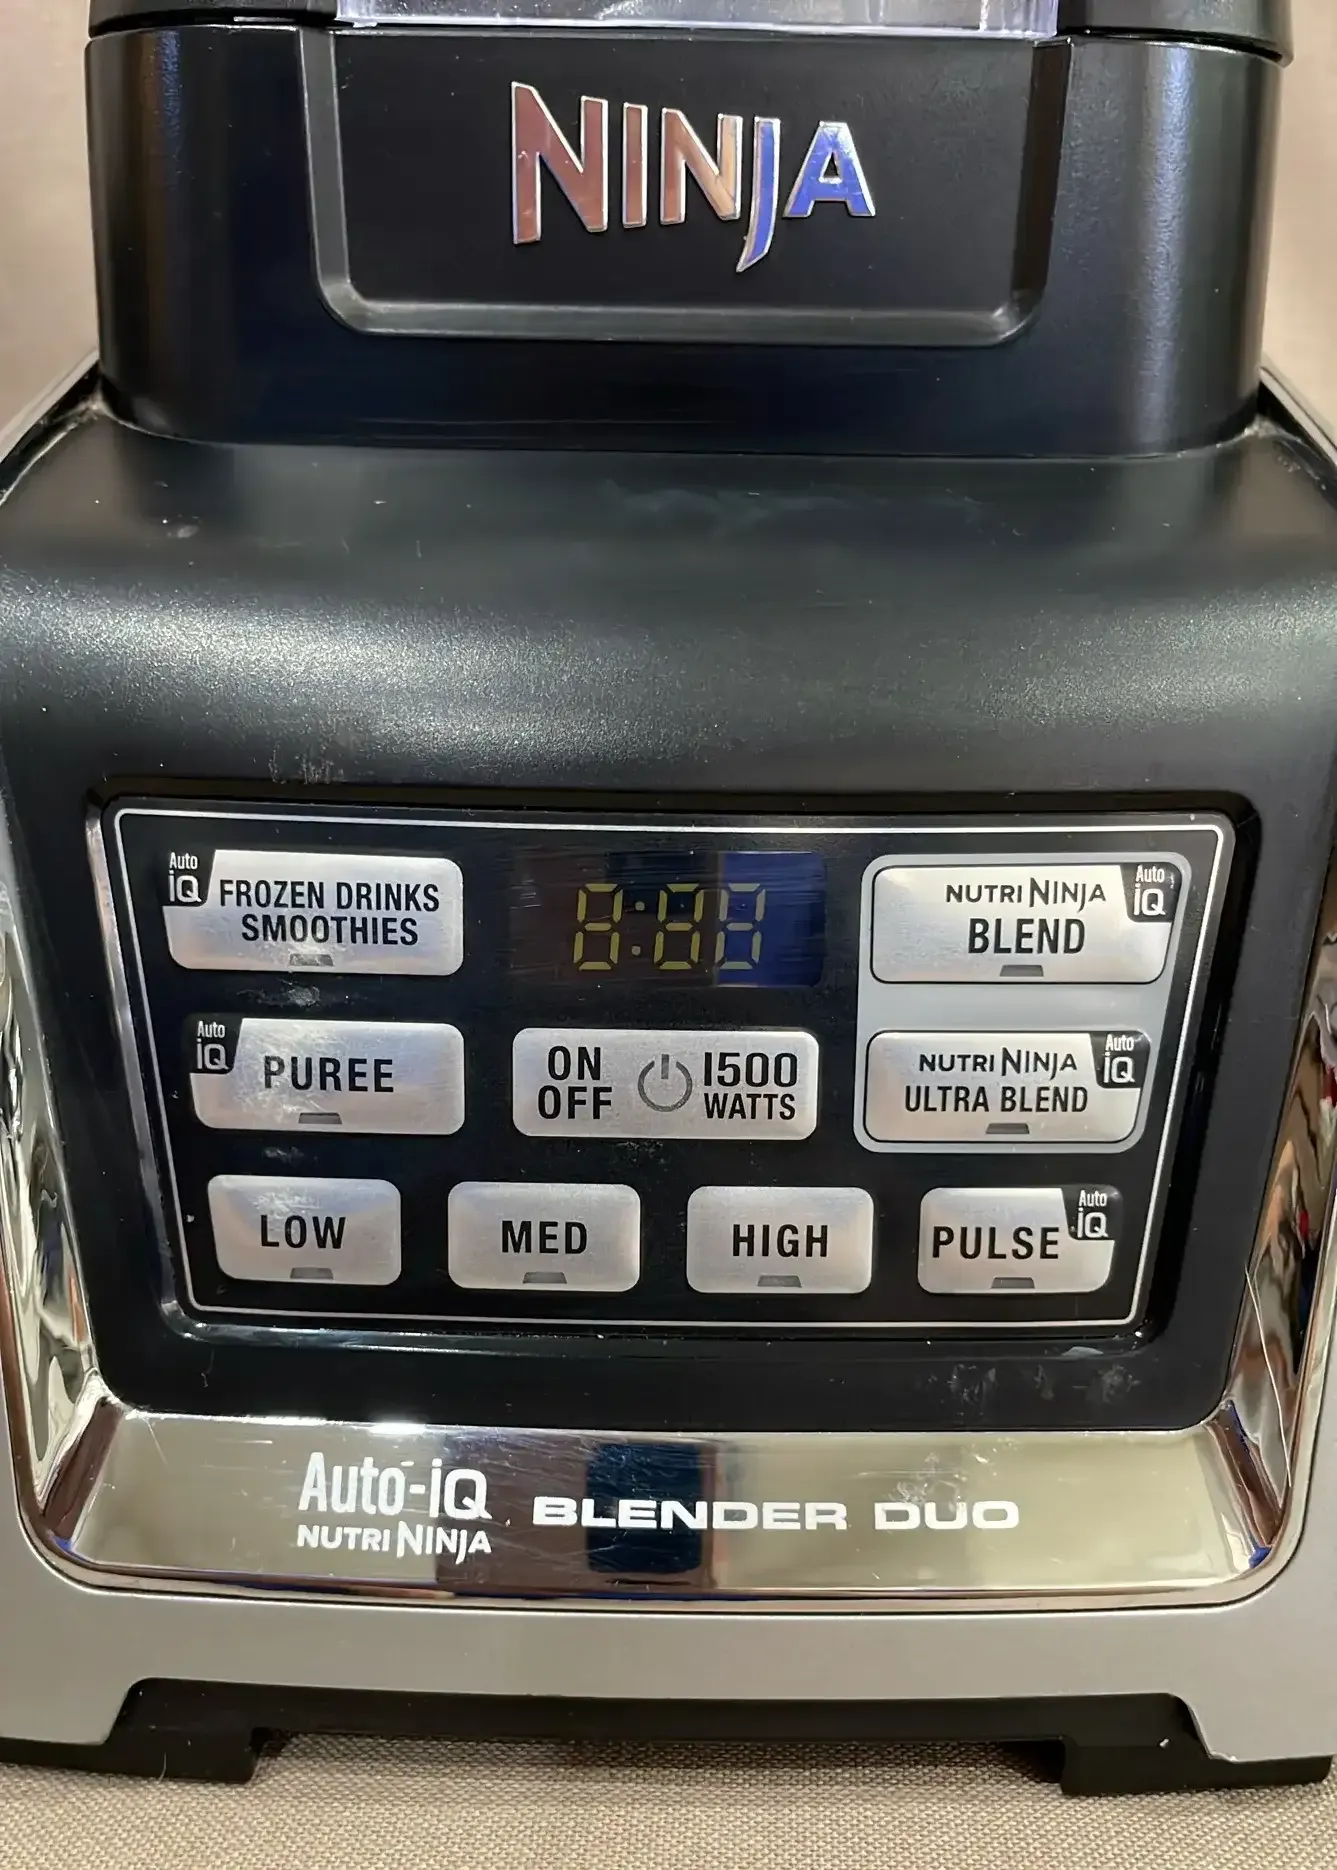 NINJA
Auto iQ
FROZEN DRINKS
SMOOTHIES
8:88
NUTRI NINJA
BLEND
Auto iQ
Auto iQ
PUREE
ON
OFF
1500
WATTS
NUTRI NINJA
ULTRA BLEND
Auto iQ
LOW
MED
HIGH
PULSE
Auto iQ
Auto-iQ
NUTRI NINJA
BLENDER DUO